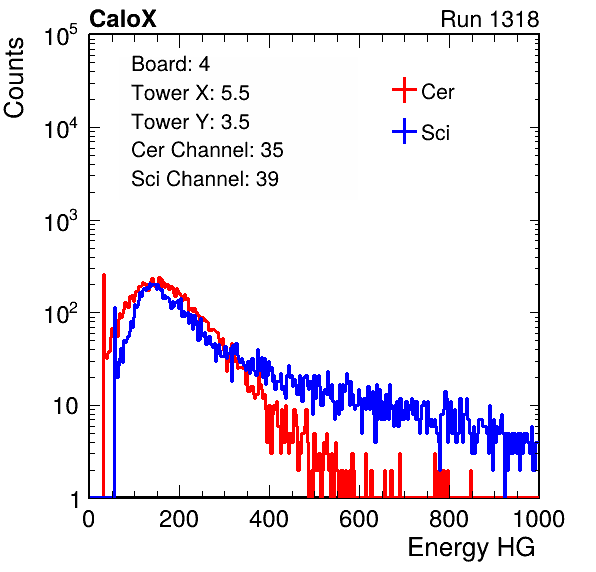 CaloX Run 1318
Counts
Board: 4
Tower X: 5.5
Tower Y: 3.5
Cer Channel: 35
Sci Channel: 39
Cer
Sci
10^5
10^4
10^3
10^2
10
1
0 200 400 600 800 1000
Energy HG